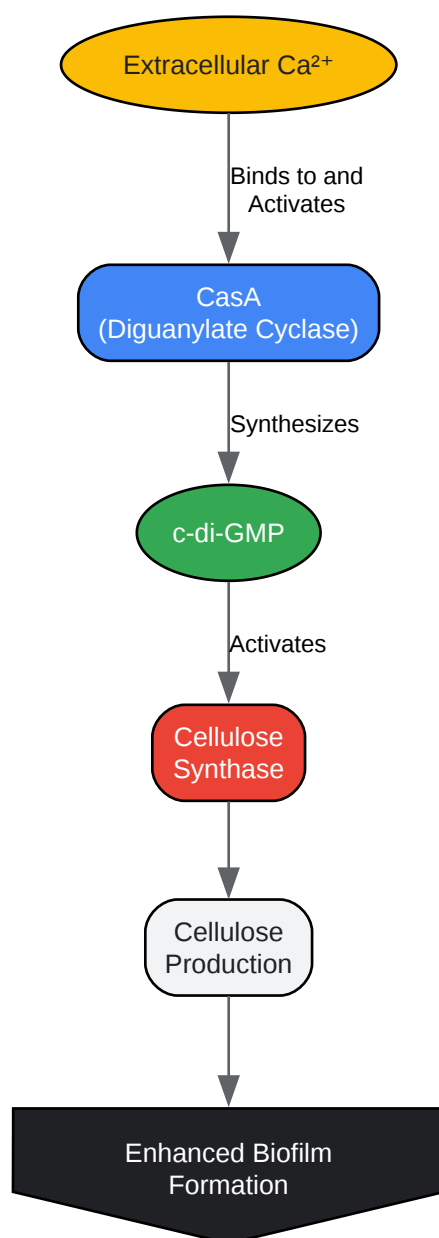 Extracellular Ca²⁺
Binds to and
Activates
CasA
(Diguanylate Cyclase)
Synthesizes
c-di-GMP
Activates
Cellulose
Synthase
Cellulose
Production
Enhanced Biofilm
Formation